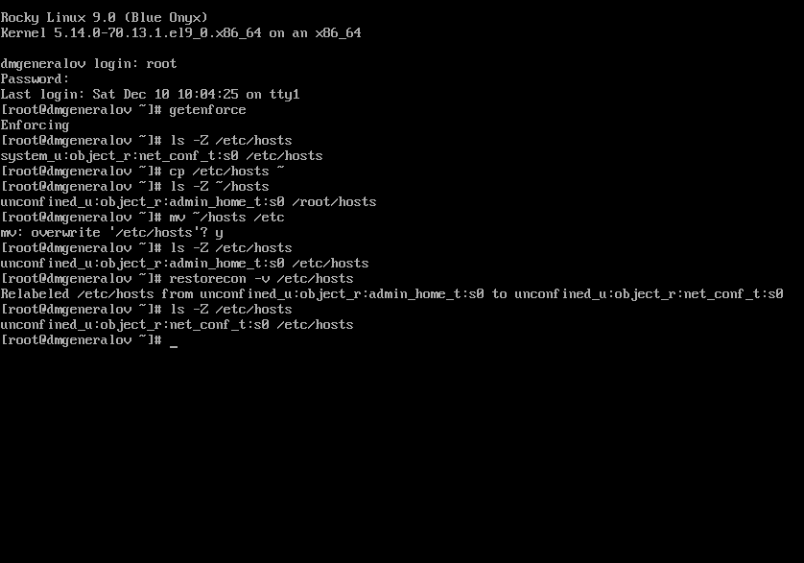 Rocky Linux 9.0 (Blue Onyx)
Kernel 5.14.0-70.13.1.el9_0.x86_64 on an x86_64
dmgeneralov login: root
Password:
Last login: Sat Dec 10 10:04:25 on tty1
[root@dmgeneralov ~]# getenforce
Enforcing
[root@dmgeneralov ~]# ls -Z /etc/hosts
system_u:object_r:net_conf_t:s0 /etc/hosts
[root@dmgeneralov ~]# cp /etc/hosts ~
[root@dmgeneralov ~]# ls -Z ~/hosts
unconfined_u:object_r:admin_home_t:s0 /root/hosts
[root@dmgeneralov ~]# mv ~/hosts /etc
mv: overwrite '/etc/hosts'? y
[root@dmgeneralov ~]# ls -Z /etc/hosts
unconfined_u:object_r:admin_home_t:s0 /etc/hosts
[root@dmgeneralov ~]# restorecon -v /etc/hosts
Relabeled /etc/hosts from unconfined_u:object_r:admin_home_t:s0 to unconfined_u:object_r:net_conf_t:s0
[root@dmgeneralov ~]# ls -Z /etc/hosts
unconfined_u:object_r:net_conf_t:s0 /etc/hosts
[root@dmgeneralov ~]# _